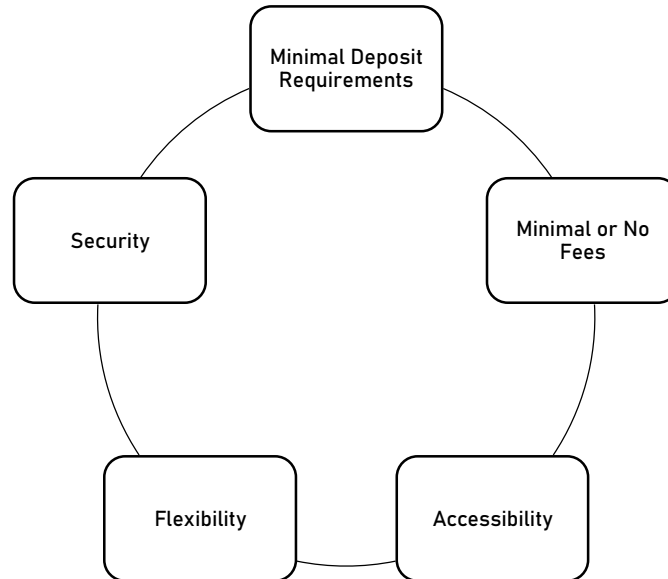 Minimal Deposit
Requirements
Minimal or No
Fees
Accessibility
Flexibility
Security